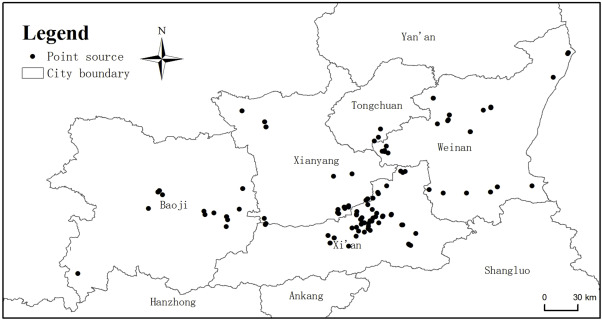 Legend
N
Point source
City boundary
Yan'an
Tongchuan
Weinan
Xianyang
Baoji
Xi'an
Shangluo
Ankang
Hanzhong
0 30 km